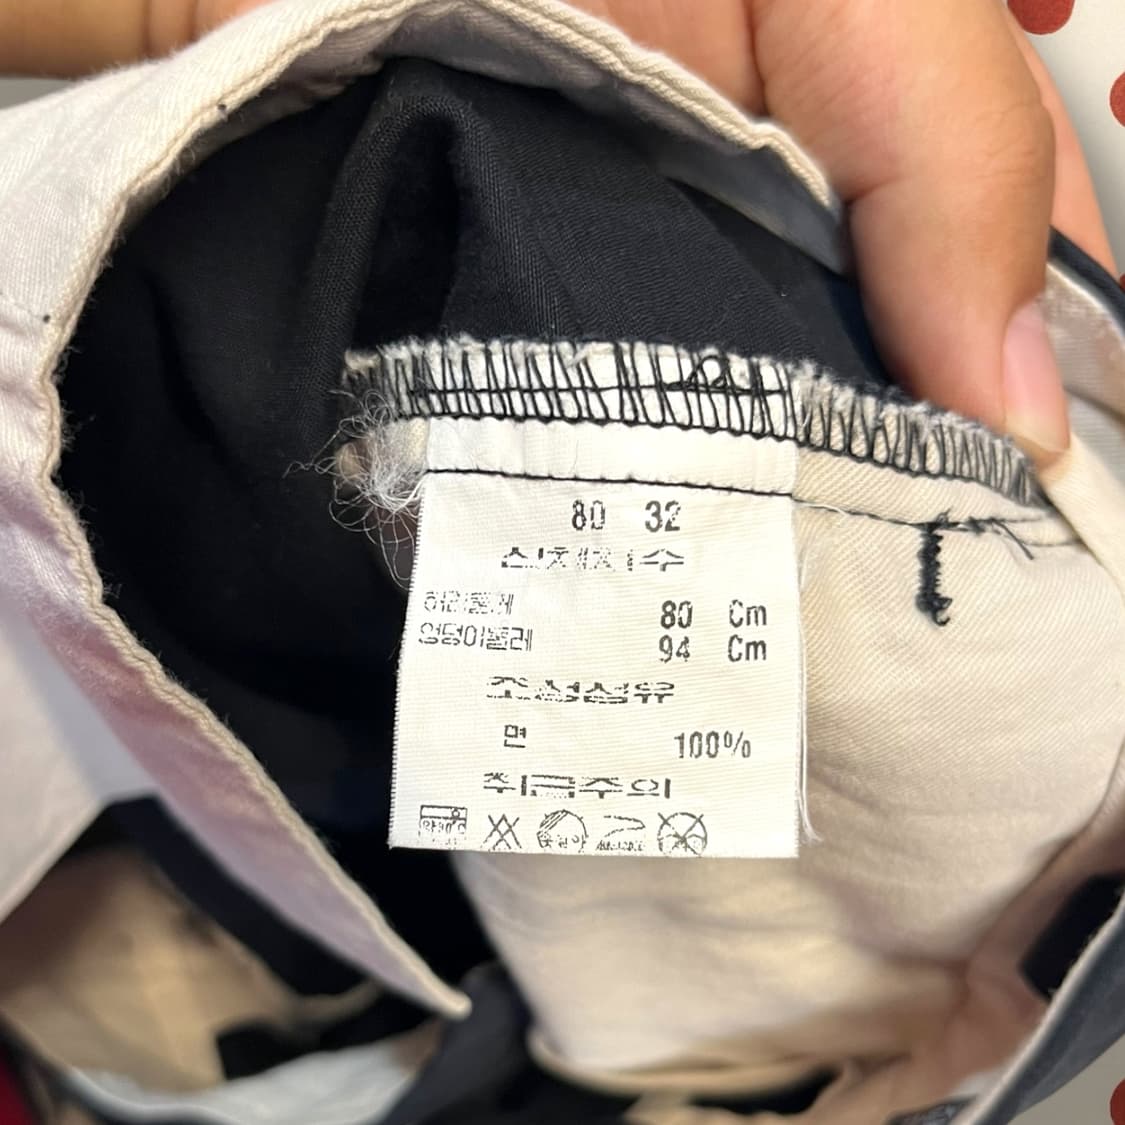 80 32
신체치수
허리둘레 80 Cm
엉덩이둘레 94 Cm
조성섬유
면 100%
취급주의